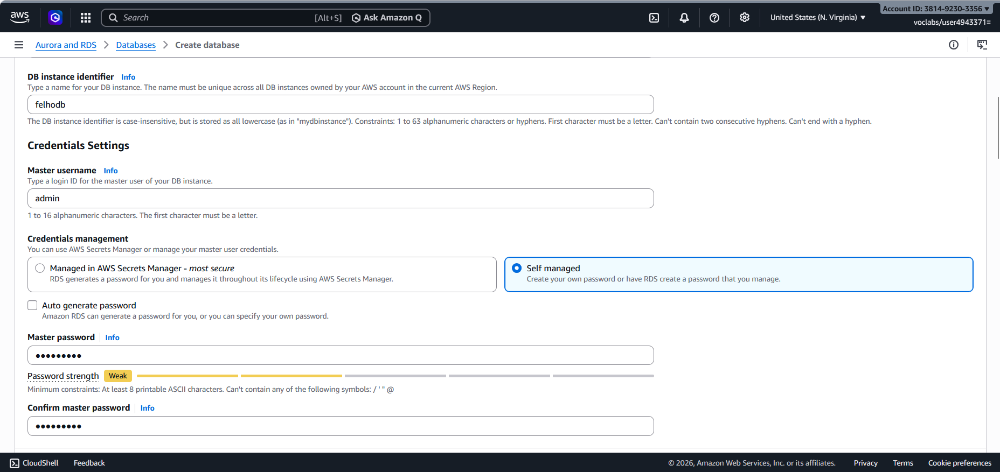 aws
Search [Alt+S] Ask Amazon Q
United States (N. Virginia) ▼
Account ID: 3814-9230-3356 ▼
voclabs/user4943371=
Aurora and RDS > Databases > Create database
DB instance identifier Info
Type a name for your DB instance. The name must be unique across all DB instances owned by your AWS account in the current AWS Region.
felhodb
The DB instance identifier is case-insensitive, but is stored as all lowercase (as in "mydbinstance"). Constraints: 1 to 63 alphanumeric characters or hyphens. First character must be a letter. Can't contain two consecutive hyphens. Can't end with a hyphen.
Credentials Settings
Master username Info
Type a login ID for the master user of your DB instance.
admin
1 to 16 alphanumeric characters. The first character must be a letter.
Credentials management
You can use AWS Secrets Manager or manage your master user credentials.
Managed in AWS Secrets Manager - most secure
RDS generates a password for you and manages it throughout its lifecycle using AWS Secrets Manager.
Self managed
Create your own password or have RDS create a password that you manage.
Auto generate password
Amazon RDS can generate a password for you, or you can specify your own password.
Master password Info
•••••••••
Password strength Weak
Minimum constraints: At least 8 printable ASCII characters. Can't contain any of the following symbols: / ' " @
Confirm master password Info
•••••••••
CloudShell Feedback © 2026, Amazon Web Services, Inc. or its affiliates. Privacy Terms Cookie preferences